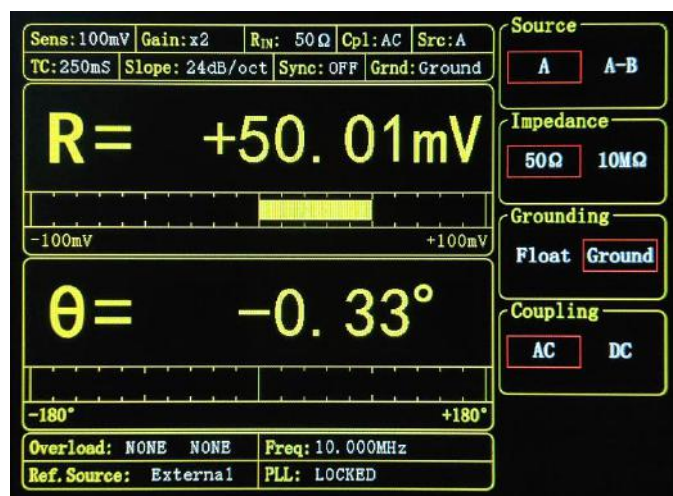 Sens:100mV Gain:x2 RIN: 50Ω Cpl:AC Src:A
TC:250mS Slope: 24dB/oct Sync:OFF Grnd:Ground
R= +50.01mV
-100mV +100mV
θ= -0.33°
-180° +180°
Overload: NONE NONE Freq:10.000MHz
Ref.Source: External PLL: LOCKED
Source
A A-B
Impedance
50Ω 10MΩ
Grounding
Float Ground
Coupling
AC DC